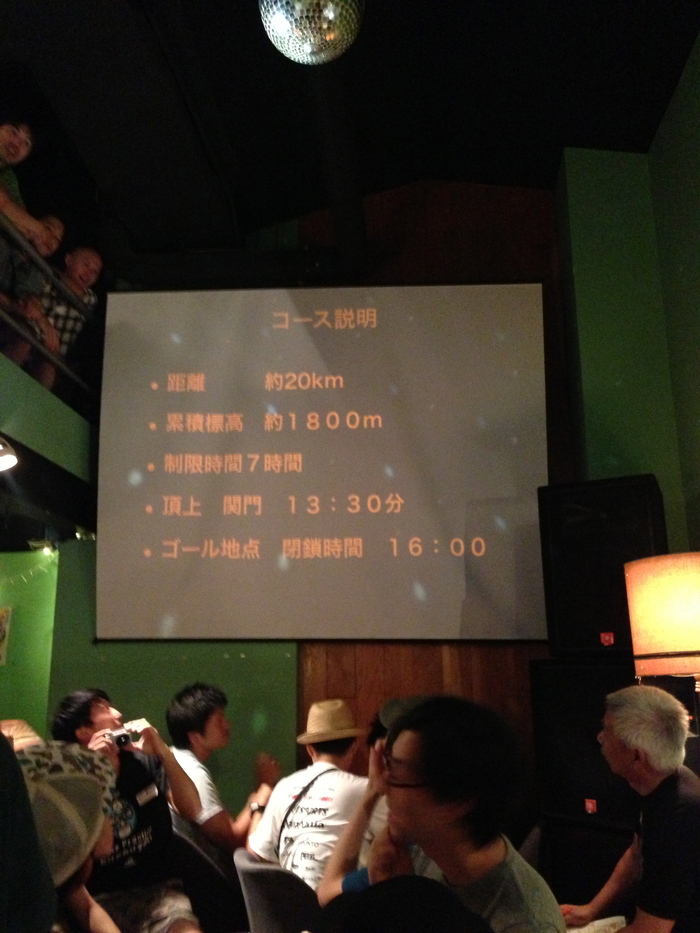 コース説明
• 距離　　　約20km
• 累積標高　約１８００ｍ
• 制限時間７時間
• 頂上　関門　１３：３０分
• ゴール地点　閉鎖時間　１６：００